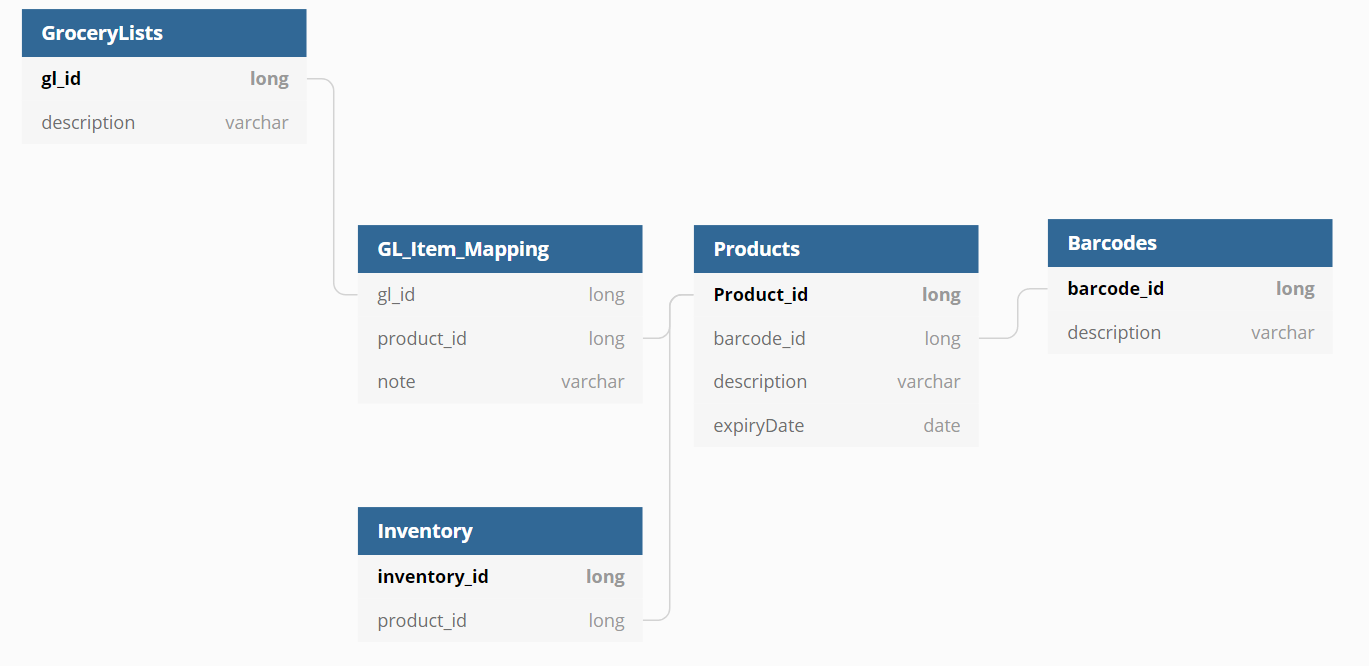 GroceryLists
gl_id long
description varchar
GL_Item_Mapping
gl_id long
product_id long
note varchar
Products
Product_id long
barcode_id long
description varchar
expiryDate date
Barcodes
barcode_id long
description varchar
Inventory
inventory_id long
product_id long